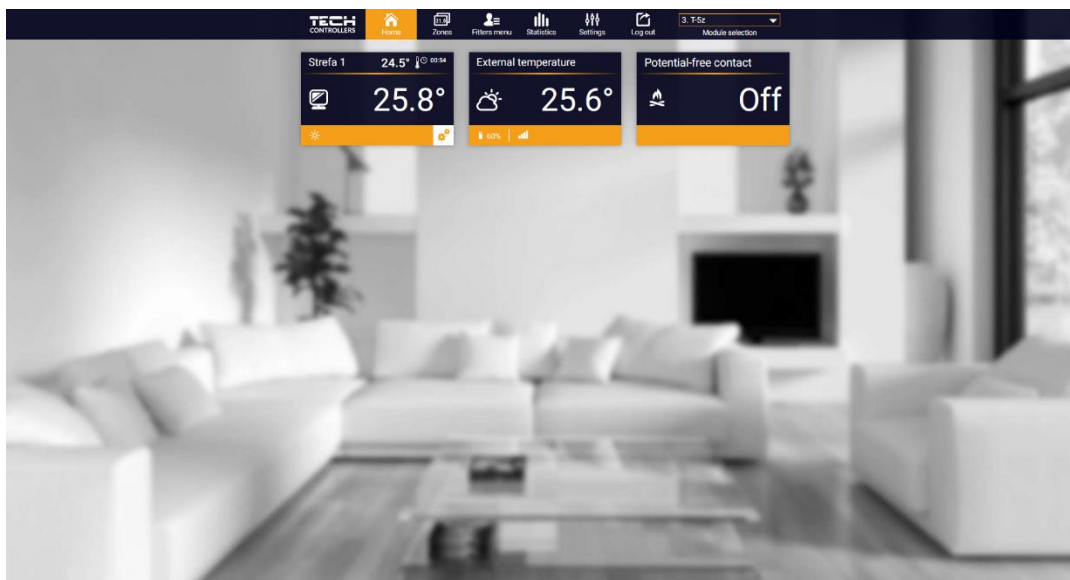 TECH
CONTROLLERS
Home
Zones
Fitters menu
Statistics
Settings
Log out
3. T-5z
Module selection
Strefa 1 24.5° 03:54
25.8°
External temperature
25.6°
60%
Potential-free contact
Off